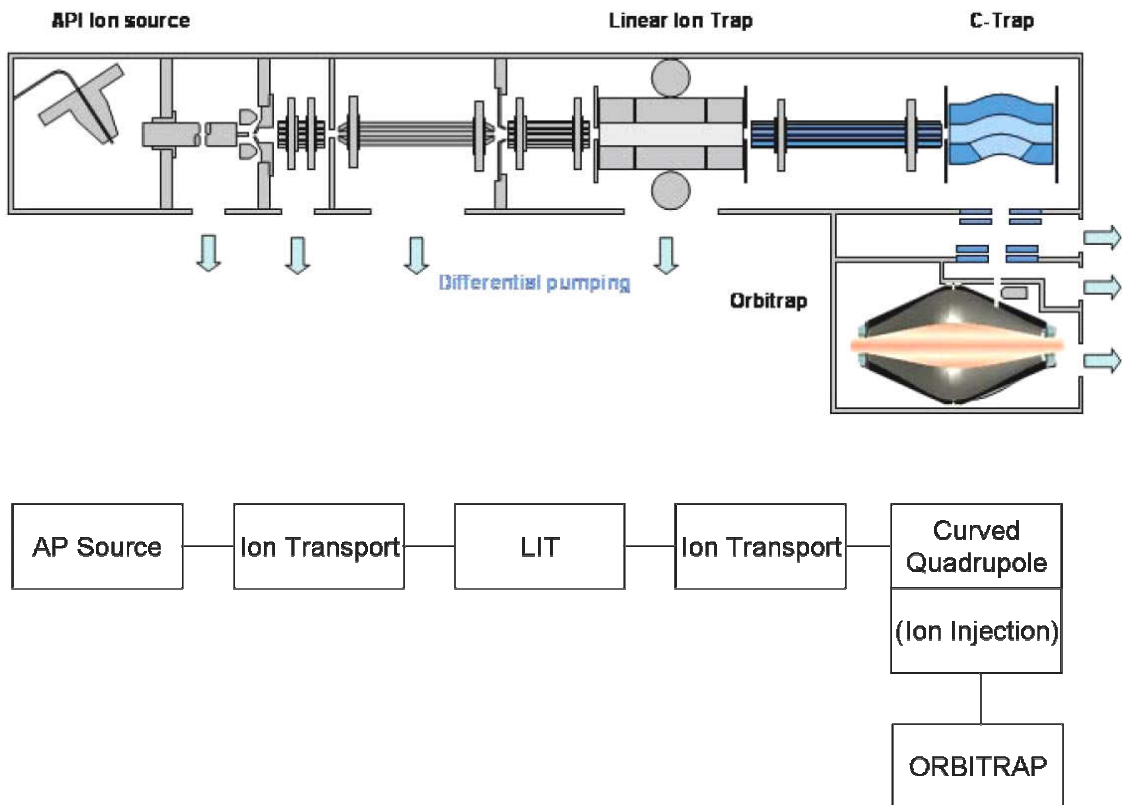 API Ion source
Linear Ion Trap
C-Trap
Differential pumping
Orbitrap
AP Source
Ion Transport
LIT
Ion Transport
Curved
Quadrupole
(Ion Injection)
ORBITRAP